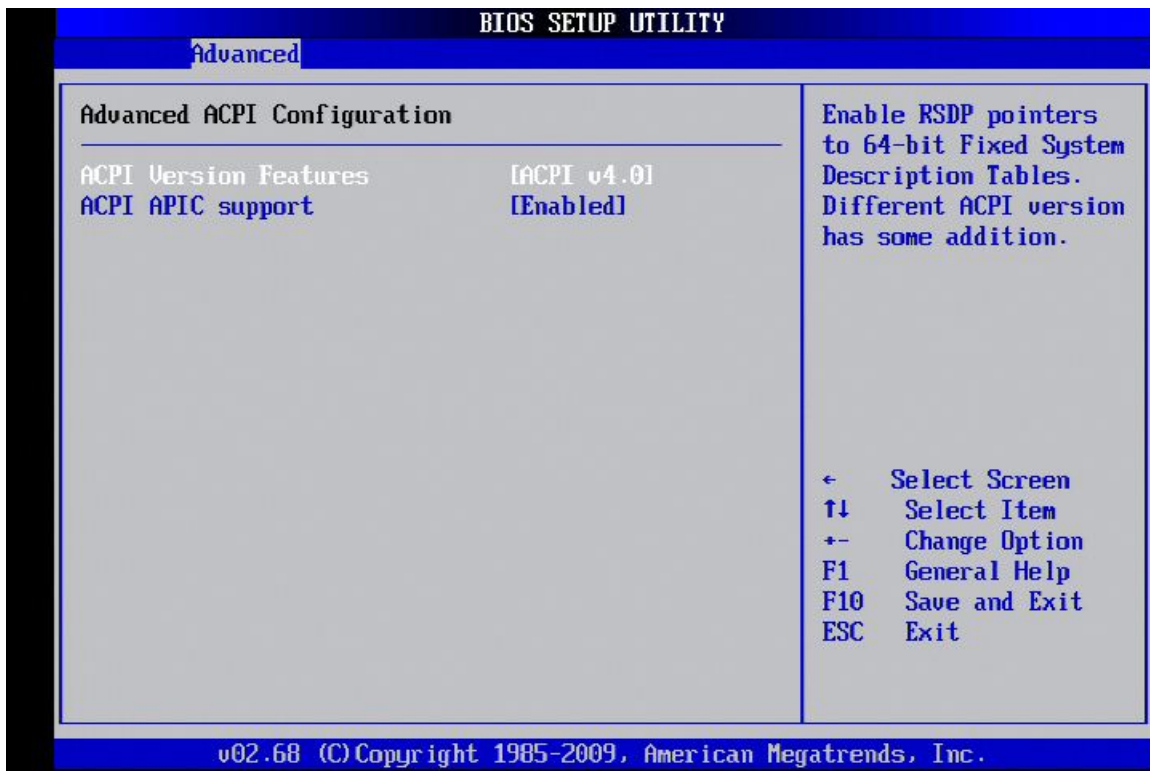 BIOS SETUP UTILITY
Advanced
Advanced ACPI Configuration
ACPI Version Features [ACPI v4.0]
ACPI APIC support [Enabled]
Enable RSDP pointers
to 64-bit Fixed System
Description Tables.
Different ACPI version
has some addition.
← Select Screen
↑↓ Select Item
+- Change Option
F1 General Help
F10 Save and Exit
ESC Exit
v02.68 (C)Copyright 1985-2009, American Megatrends, Inc.